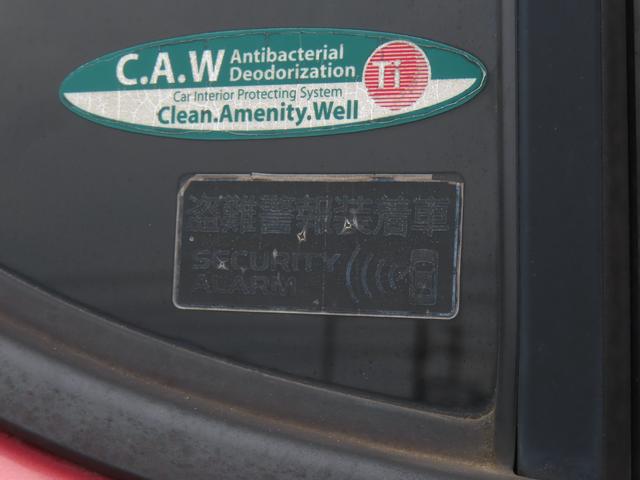 C.A.W Antibacterial
Deodorization
Ti
Car Interior Protecting System
Clean.Amenity.Well
盗難警報装着車
SECURITY
ALARM